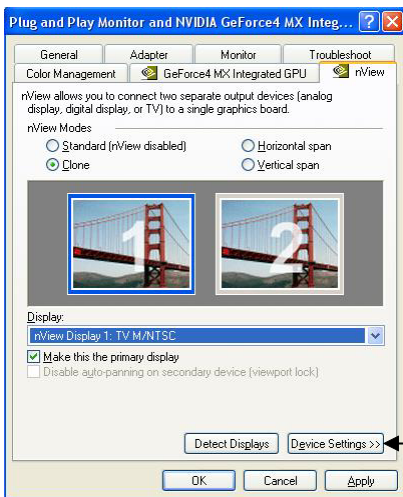 Plug and Play Monitor and NVIDIA GeForce4 MX Integ...
General Adapter Monitor Troubleshoot
Color Management GeForce4 MX Integrated GPU nView
nView allows you to connect two separate output devices (analog
display, digital display, or TV) to a single graphics board.
nView Modes
Standard (nView disabled) Horizontal span
Clone Vertical span
1 2
Display:
nView Display 1: TV M/NTSC
Make this the primary display
Disable auto-panning on secondary device (viewport lock)
Detect Displays Device Settings >>
OK Cancel Apply